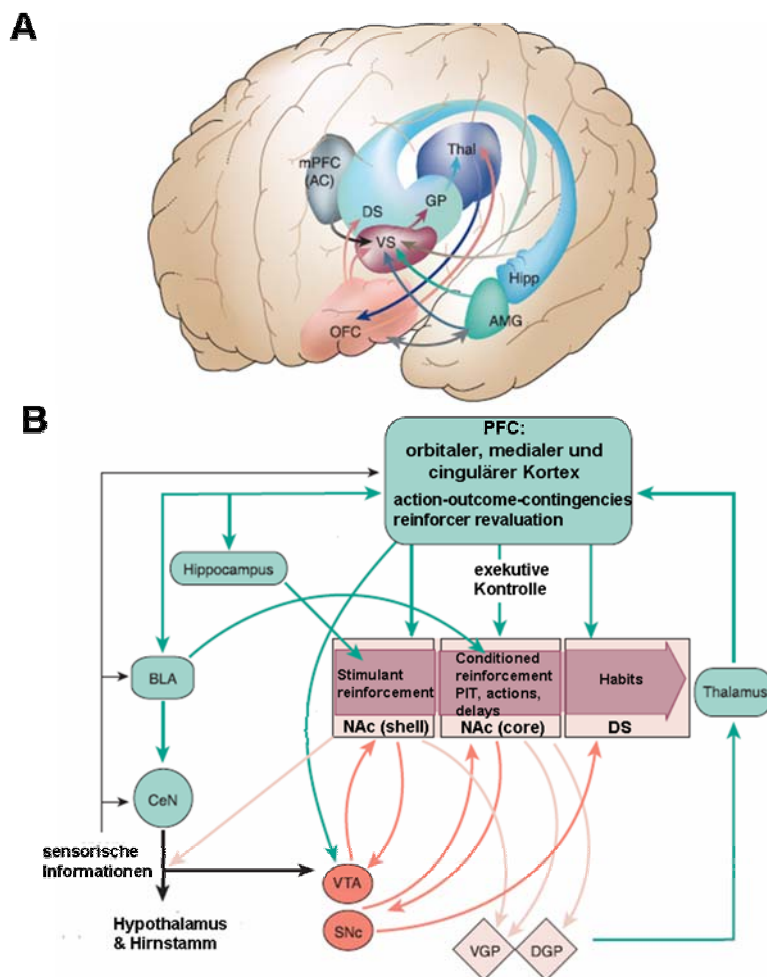 A
mPFC
(AC)
Thal
GP
DS
VS
Hipp
OFC
AMG
B
PFC:
orbitaler, medialer und
cingulärer Kortex
action-outcome-contingencies
reinforcer revaluation
Hippocampus
exekutive
Kontrolle
BLA
Stimulant
reinforcement
Conditioned
reinforcement
PIT, actions,
delays
Habits
Thalamus
NAc (shell)
NAc (core)
DS
CeN
sensorische
Informationen
VTA
Hypothalamus
& Hirnstamm
SNc
VGP
DGP